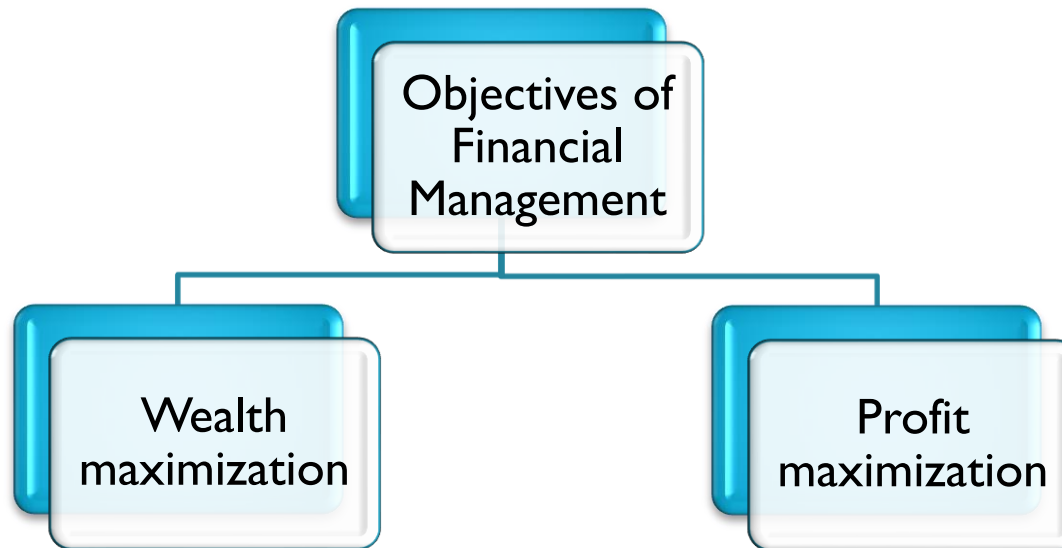 Objectives of
Financial
Management
Wealth
maximization
Profit
maximization